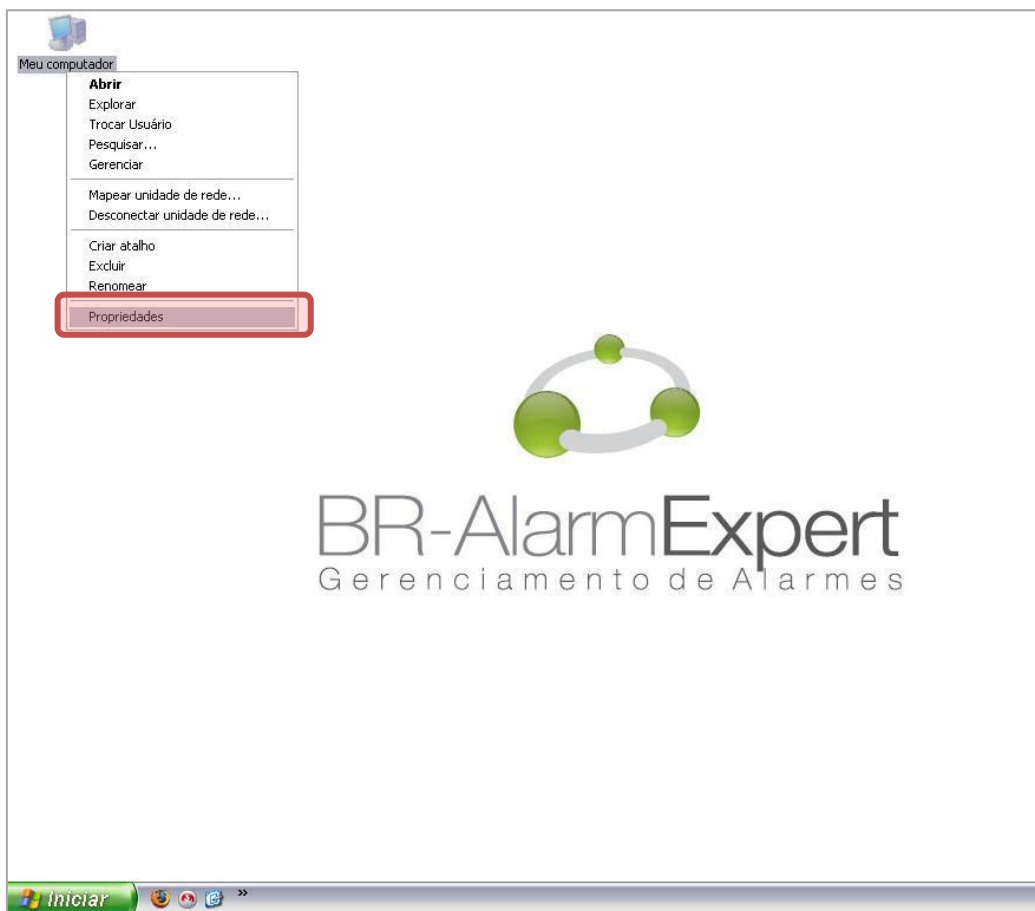 Meu computador
Abrir
Explorar
Trocar Usuário
Pesquisar...
Gerenciar
Mapear unidade de rede...
Desconectar unidade de rede...
Criar atalho
Excluir
Renomear
Propriedades
BR-AlarmExpert
Gerenciamento de Alarmes
Iniciar
»